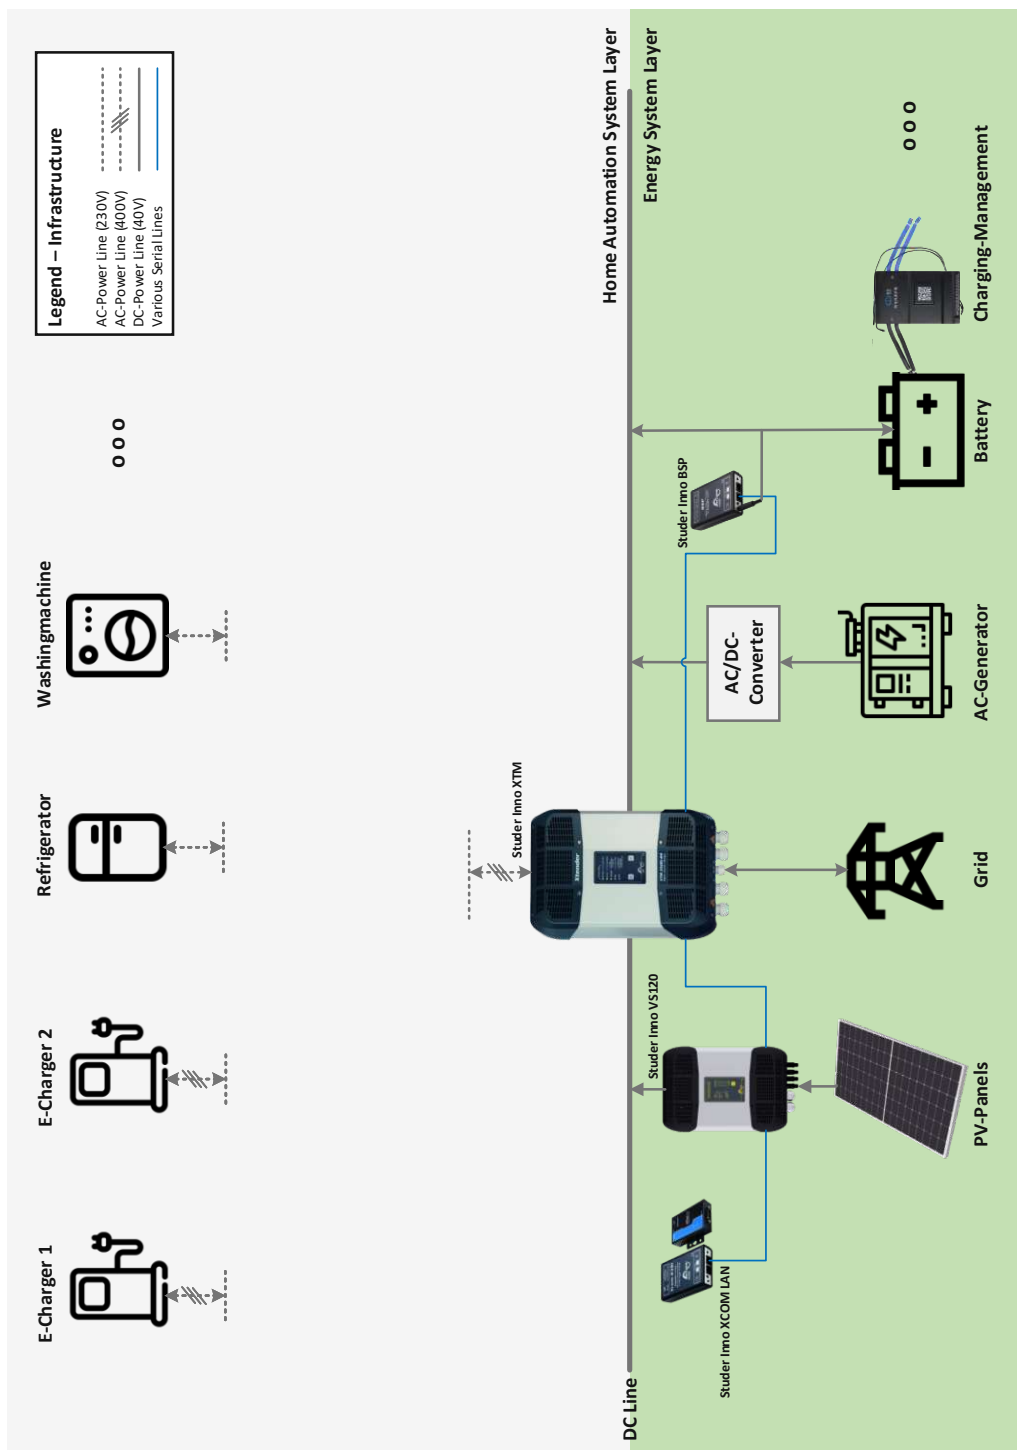 Legend – Infrastructure
AC-Power Line (230V)
AC-Power Line (400V)
DC-Power Line (40V)
Various Serial Lines
E-Charger 1
E-Charger 2
Refrigerator
Washingmachine
o o o
Studer Inno XTM
Xtender
Home Automation System Layer
DC Line
Energy System Layer
Studer Inno XCOM LAN
Studer Inno VS120
Studer Inno BSP
AC/DC-
Converter
o o o
PV-Panels
Grid
AC-Generator
Battery
Charging-Management